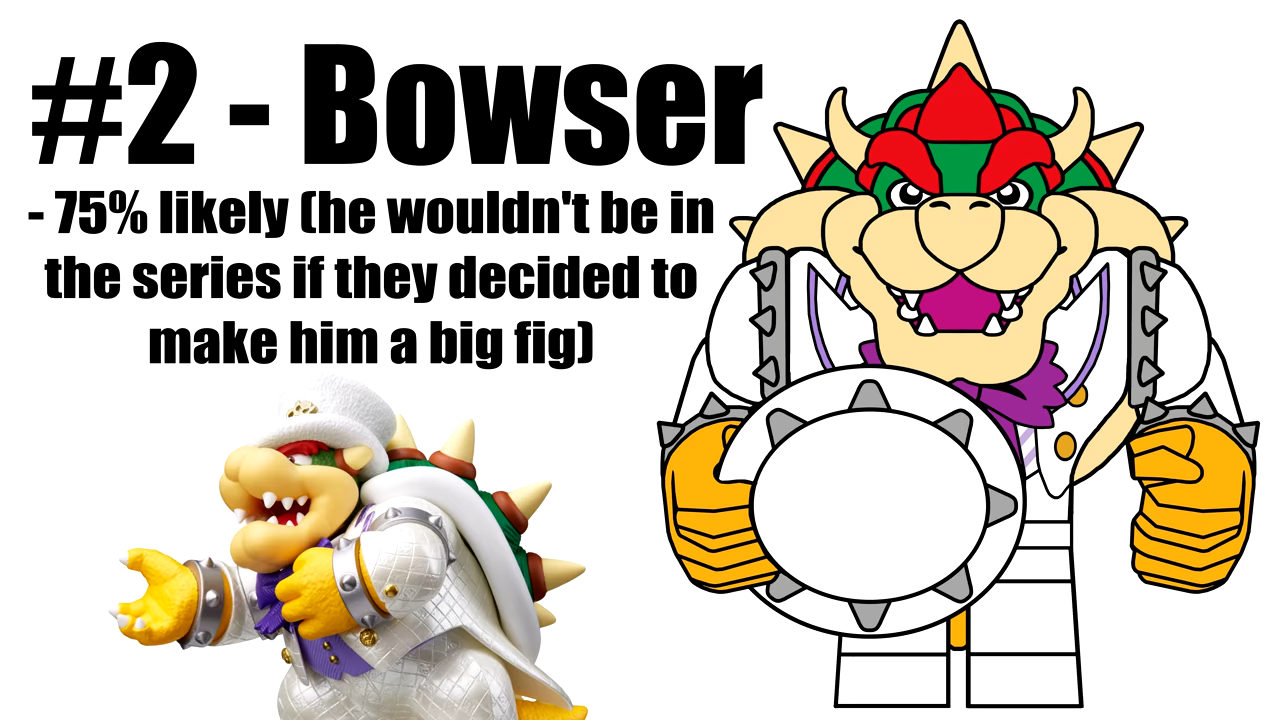 #2 - Bowser
- 75% likely (he wouldn't be in
the series if they decided to
make him a big fig)